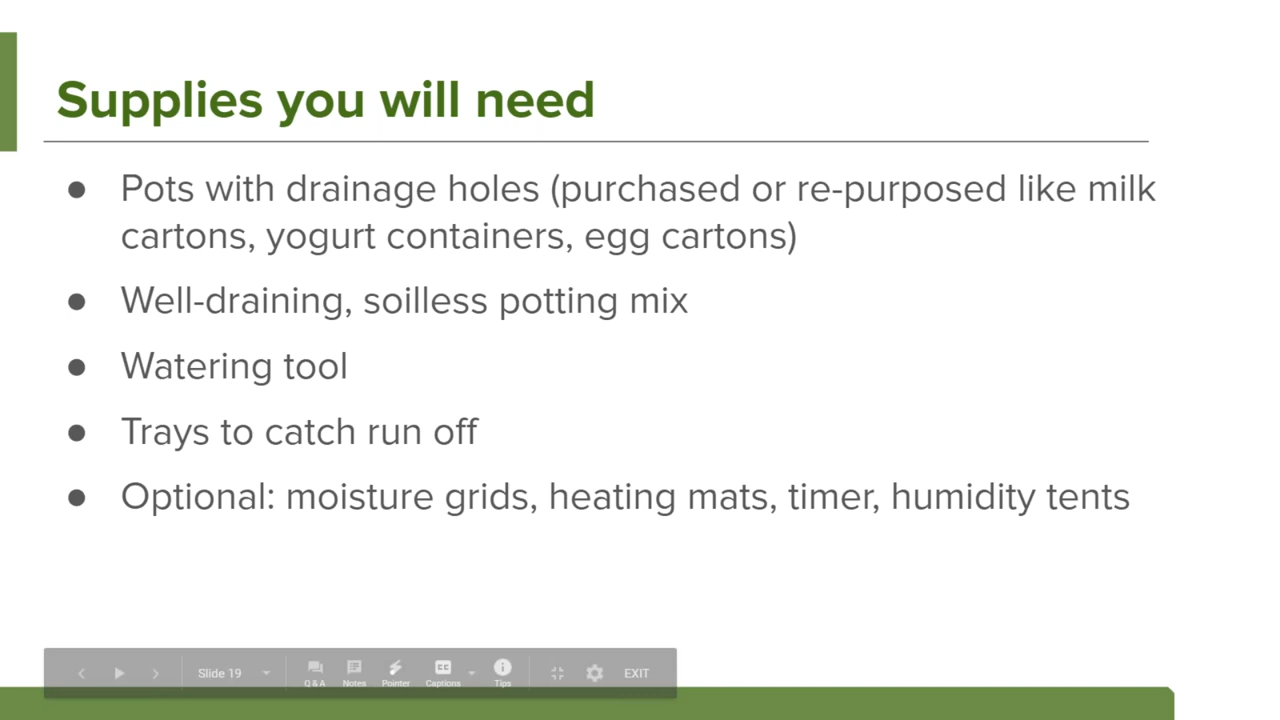 Supplies you will need
● Pots with drainage holes (purchased or re-purposed like milk
cartons, yogurt containers, egg cartons)
● Well-draining, soilless potting mix
● Watering tool
● Trays to catch run off
● Optional: moisture grids, heating mats, timer, humidity tents
Slide 19 Q & A Notes Pointer Captions Tips EXIT